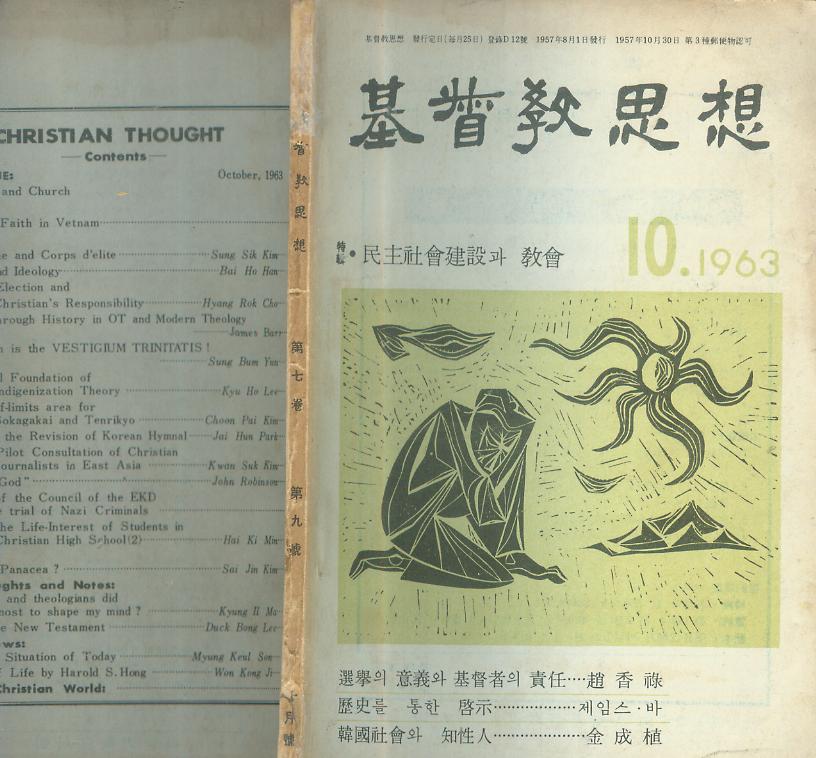 CHRISTIAN THOUGHT
Contents
E: October, 1963
and Church
Faith in Vetnam
e and Corps d'elite Sung Sik Kim
d Ideology Bai Ho Han
Election and
Christian's Responsibility Hyang Rok Cho
rough History in OT and Modern Theology
James Barr
n is the VESTIGIUM TRINITATIS !
Sung Bum Yun
l Foundation of
ndigenization Theory Kyu Ho Lee
f-limits area for
Sokagakai and Tenrikyo Choon Pai Kim
the Revision of Korean Hymnal Jai Hun Park
Pilot Consultation of Christian
ournalists in East Asia Kwan Suk Kim
God" John Robinson
of the Council of the EKD
e trial of Nazi Criminals
he Life-Interest of Students in
Christian High School(2) Hai Ki Min
Panacea ? Sai Jin Kim
ghts and Notes:
and theologians did
most to shape my mind ? Kyung Il Ma
e New Testament Duck Bong Lee
ws:
Situation of Today Myung Keul Son
f Life by Harold S. Hong Won Kong Ji
Christian World:
督教思想
第七卷
第九號
十月號
基督教思想 發行定日(每月25日) 登錄D12號 1957年8月1日發行 1957年10月30日 第3種郵便物認可
基督教思想
特輯 • 民主社會建設과 敎會
10.1963
選擧의 意義와 基督者의 責任····趙香祿
歷史를 통한 啓示·················제임스·바
韓國社會와 知性人···················金成植